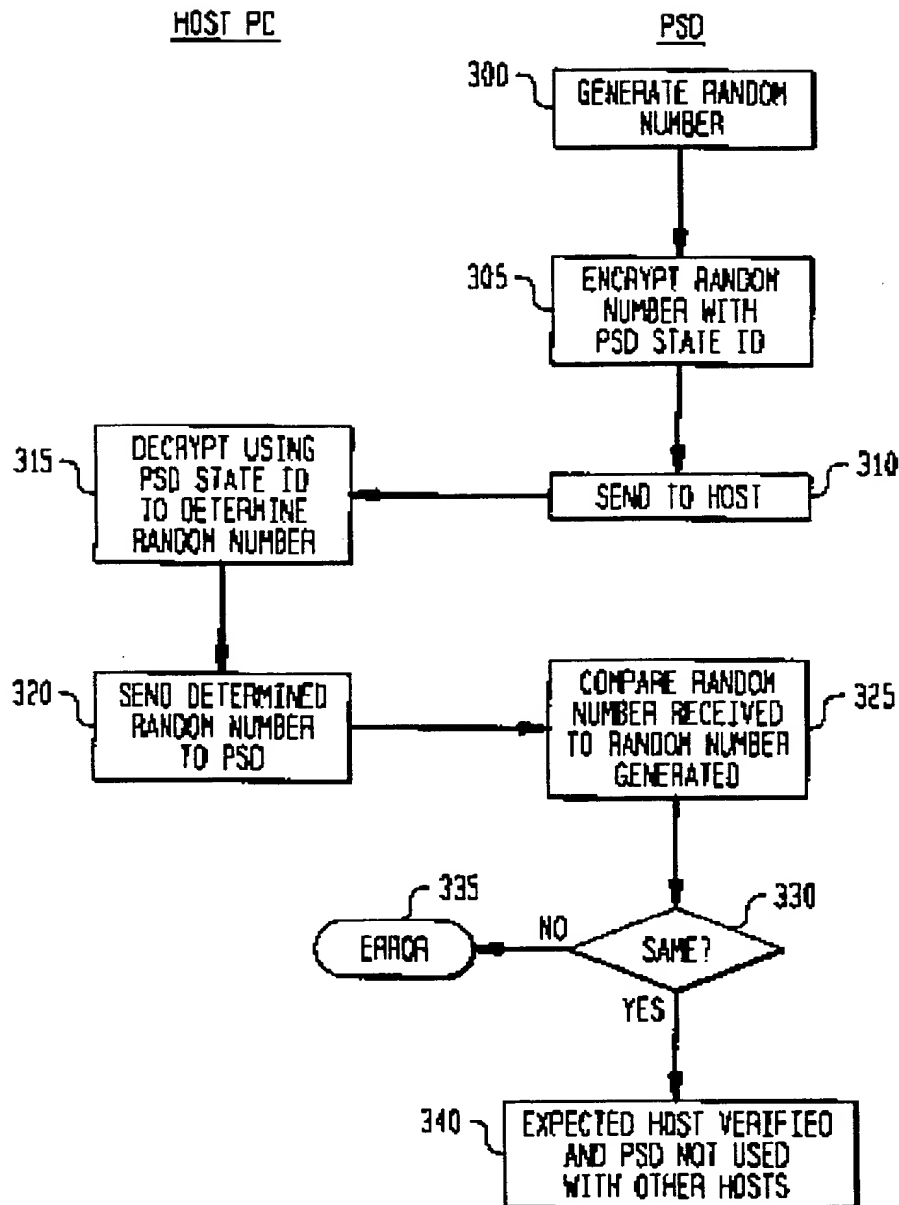 HOST PC
PSD
300
GENERATE RANDOM
NUMBER
305
ENCRYPT RANDOM
NUMBER WITH
PSD STATE ID
315
DECRYPT USING
PSD STATE ID
TO DETERMINE
RANDOM NUMBER
310
SEND TO HOST
320
SEND DETERMINED
RANDOM NUMBER
TO PSD
COMPARE RANDOM
NUMBER RECEIVED
TO RANDOM NUMBER
GENERATED
325
335
ERROR
NO
330
SAME?
YES
340
EXPECTED HOST VERIFIED
AND PSD NOT USED
WITH OTHER HOSTS